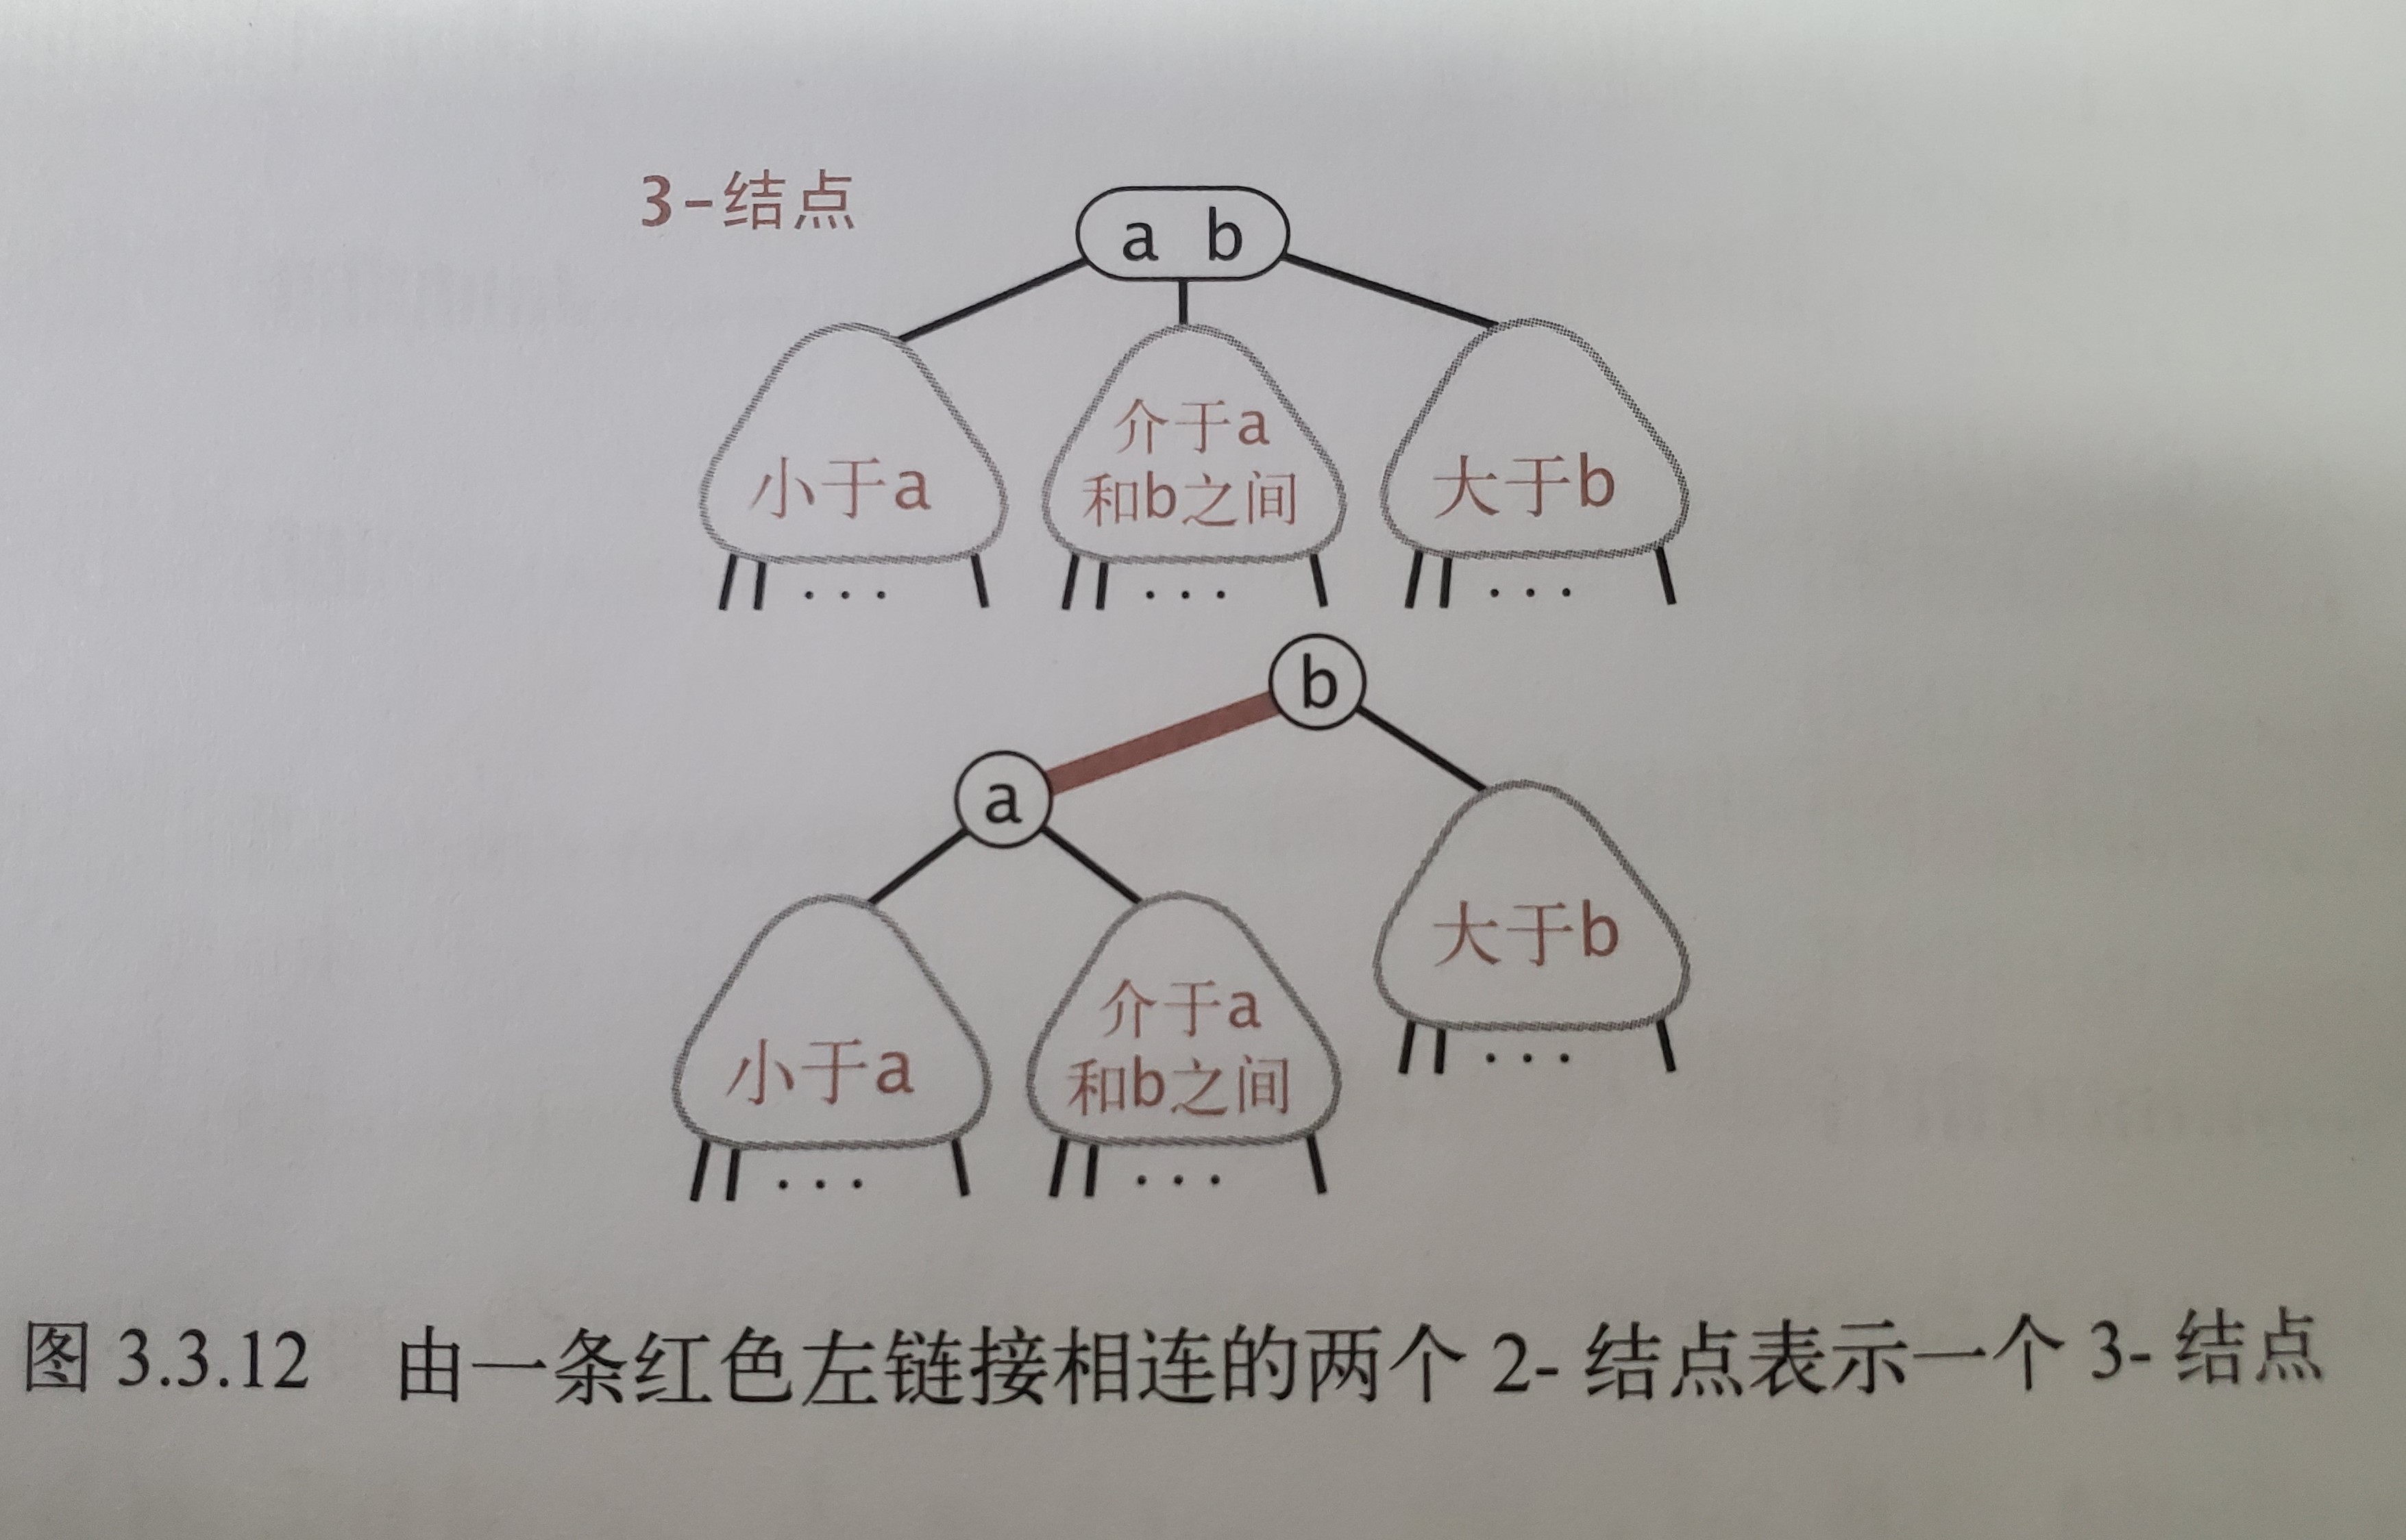 3-结点
a b
小于a
介于a
和b之间
大于b
b
a
大于b
小于a
介于a
和b之间
图 3.3.12 由一条红色左链接相连的两个 2- 结点表示一个 3- 结点